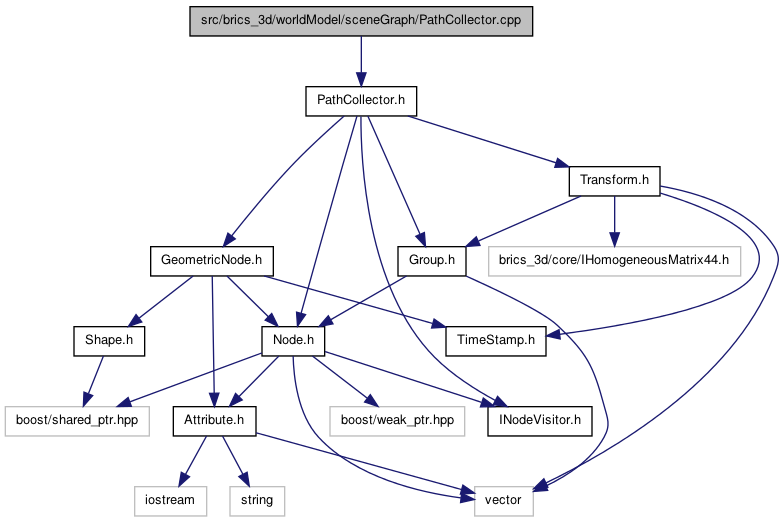 src/brics_3d/worldModel/sceneGraph/PathCollector.cpp
PathCollector.h
Transform.h
GeometricNode.h
Group.h
brics_3d/core/IHomogeneousMatrix44.h
Shape.h
Node.h
TimeStamp.h
boost/shared_ptr.hpp
Attribute.h
boost/weak_ptr.hpp
INodeVisitor.h
iostream
string
vector